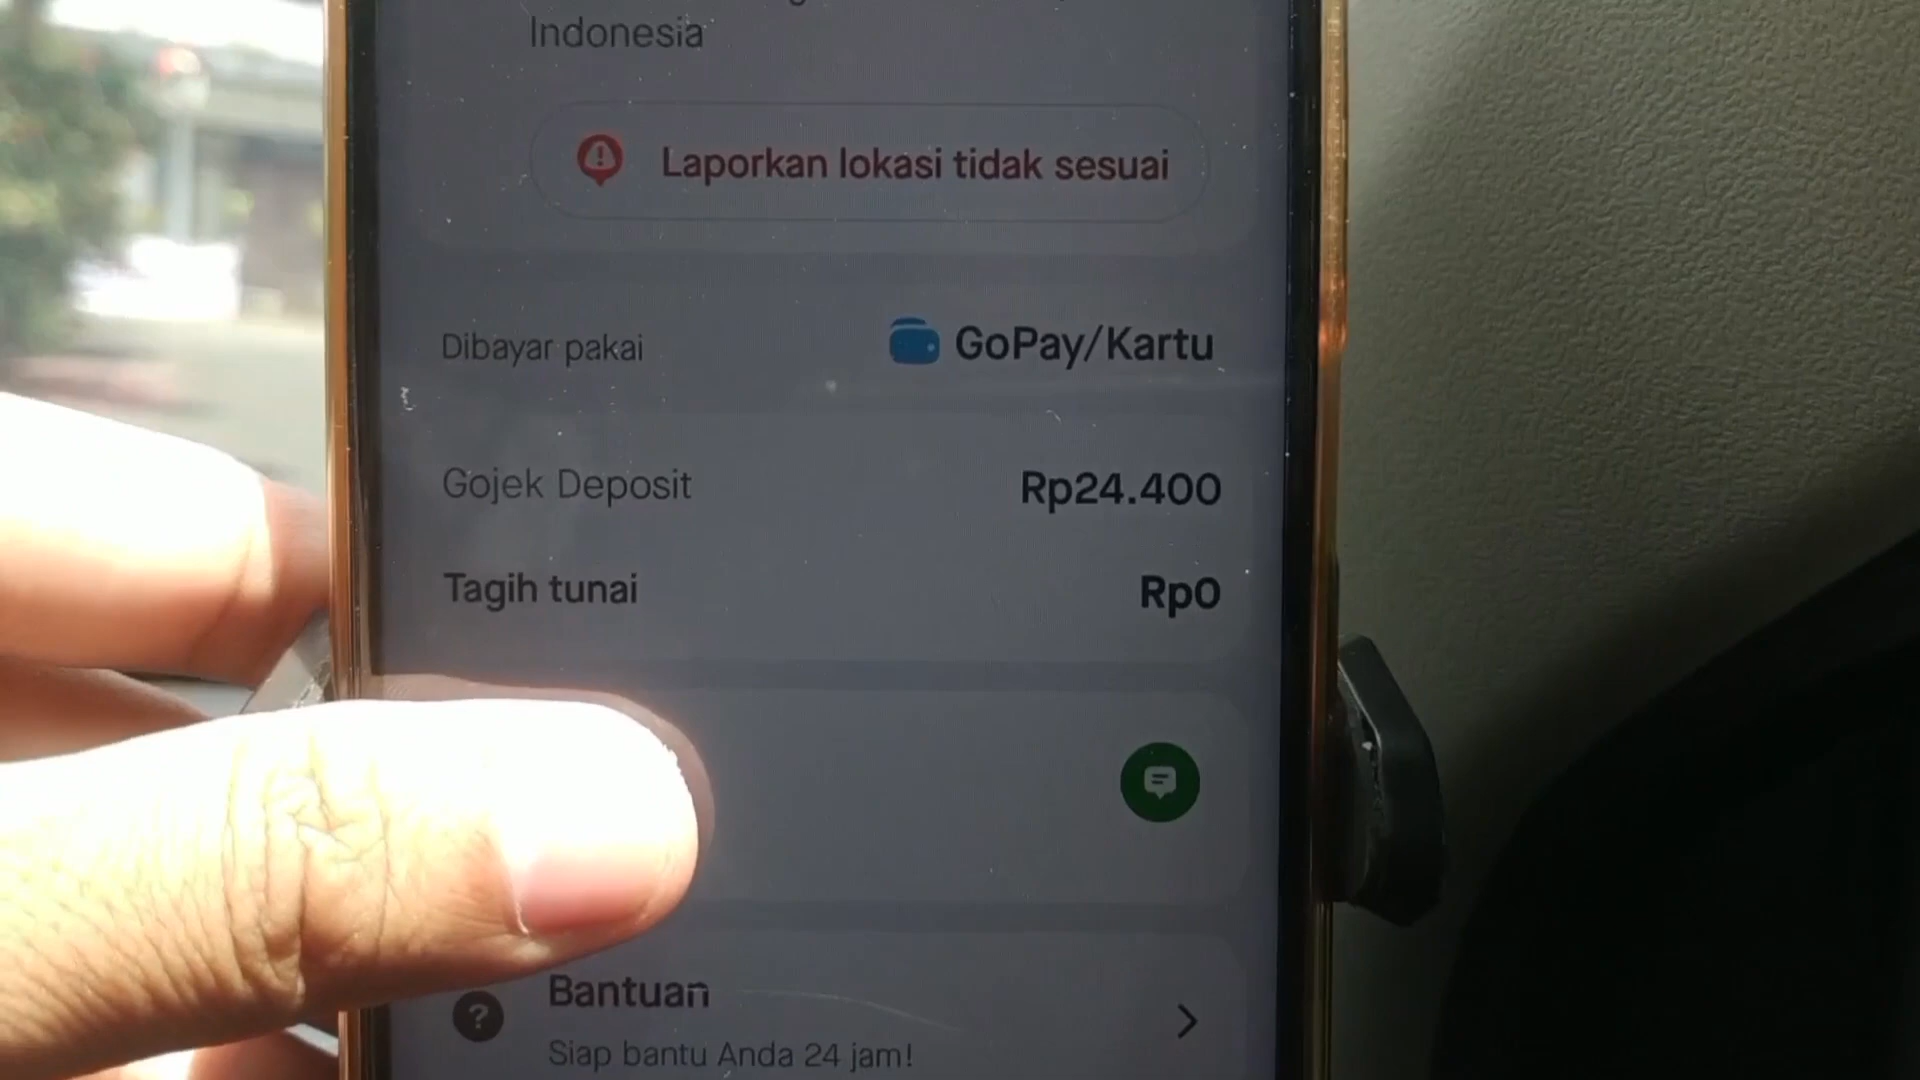 Indonesia
Laporkan lokasi tidak sesuai
Dibayar pakai GoPay/Kartu
Gojek Deposit Rp24.400
Tagih tunai Rp0
Bantuan
Siap bantu Anda 24 jam!